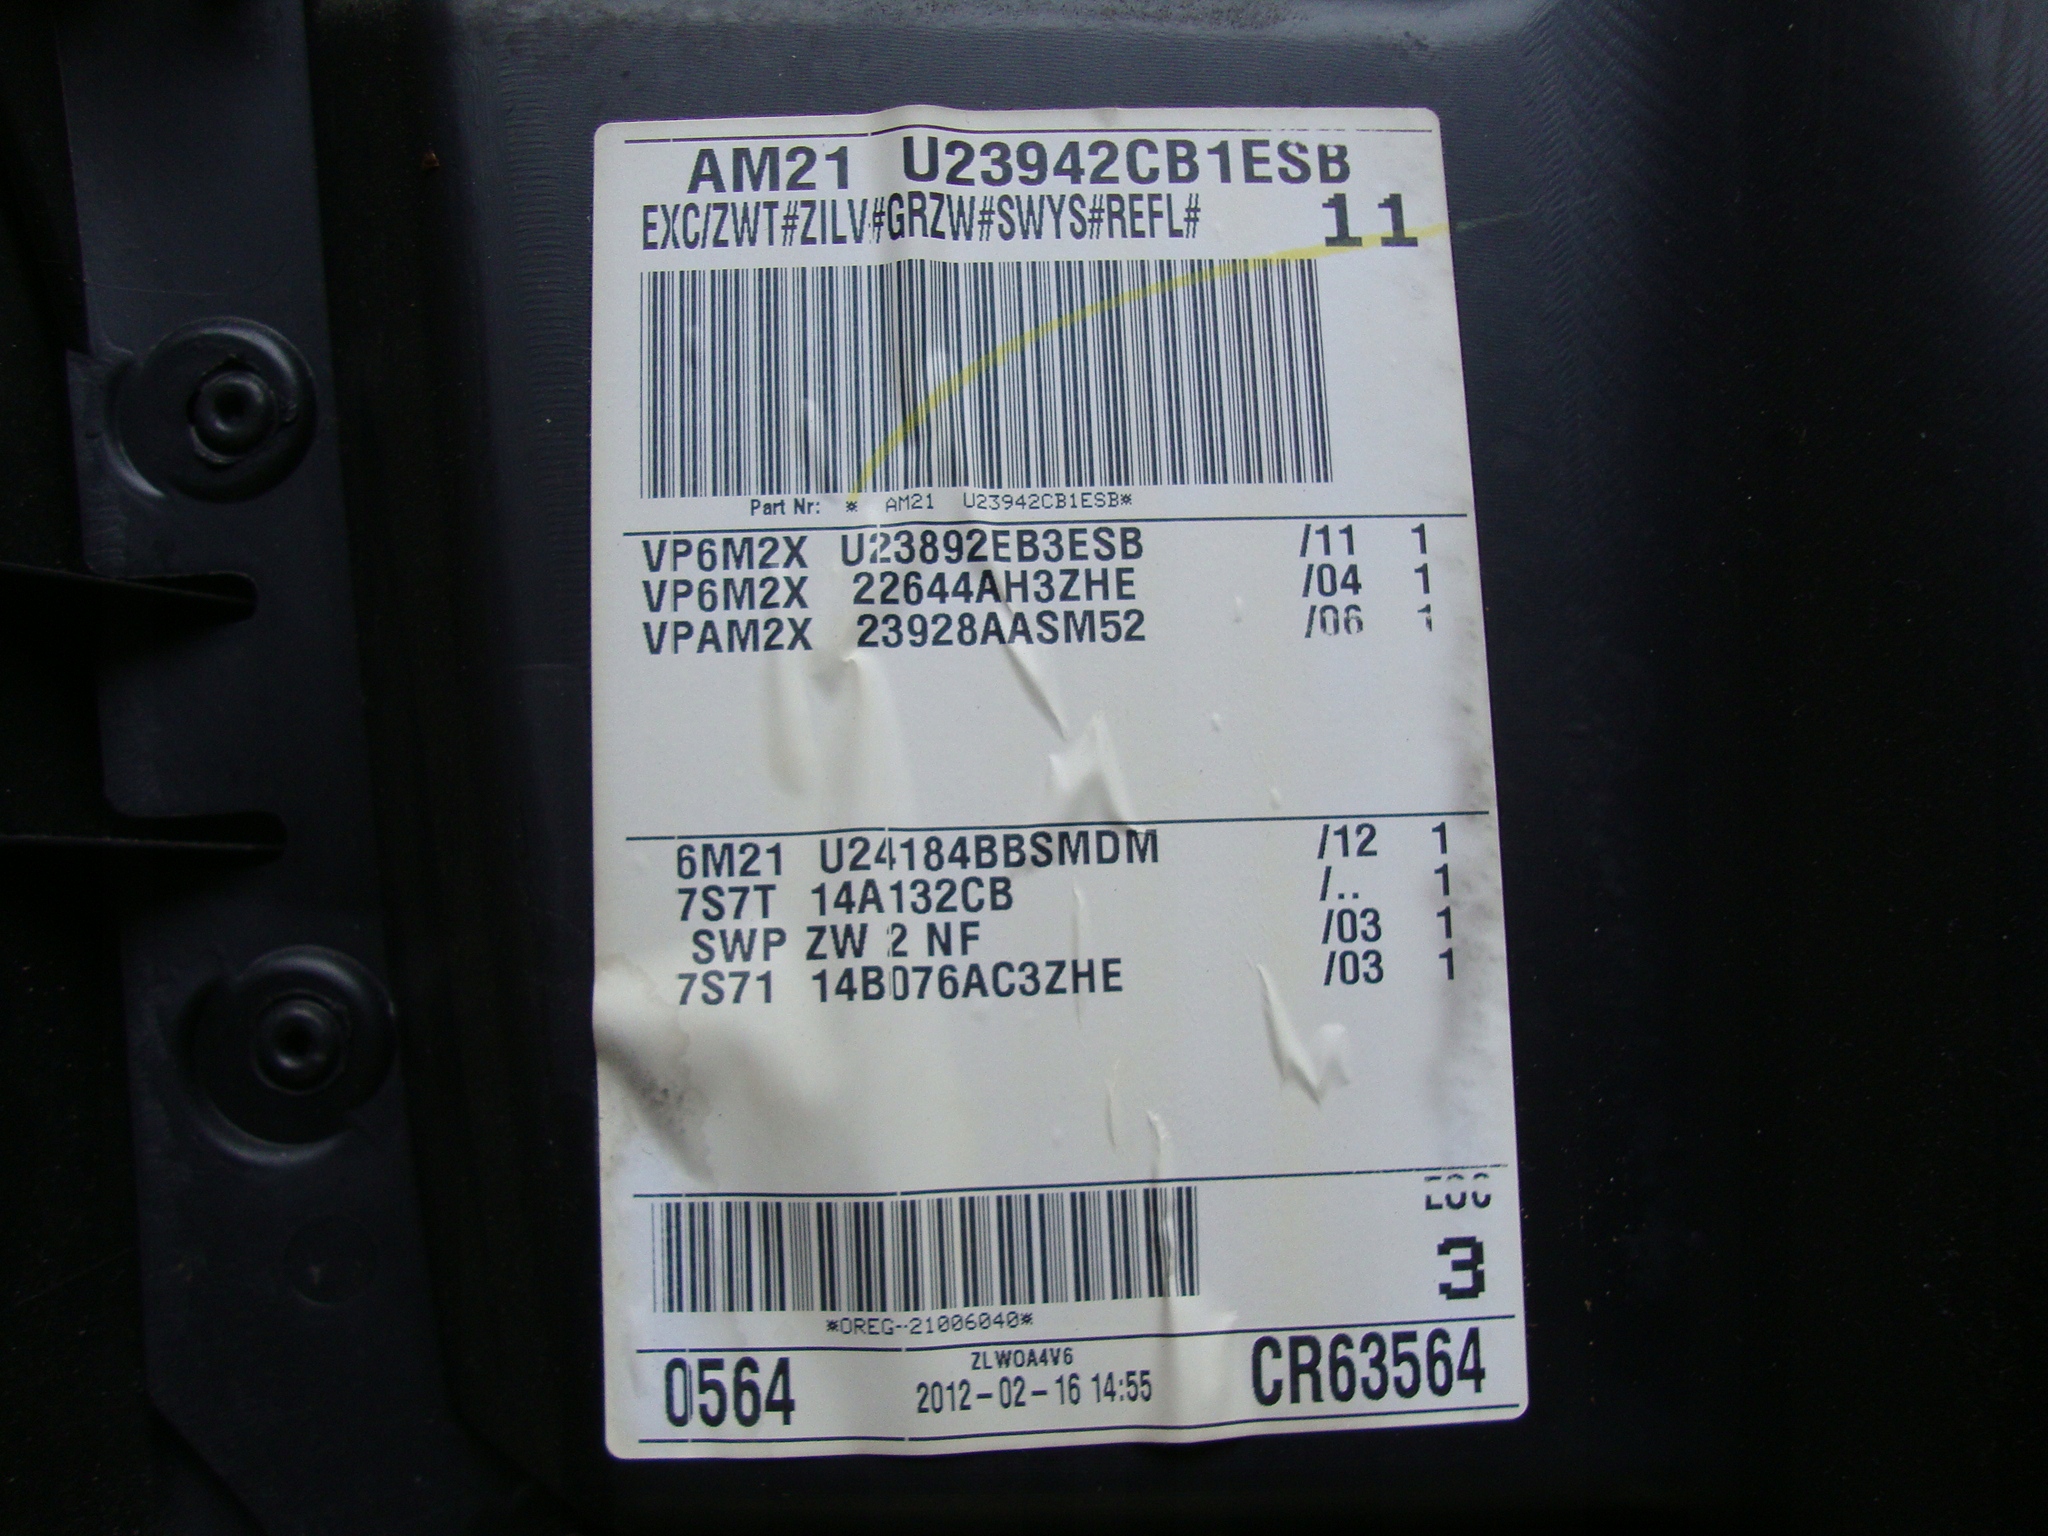 AM21 U23942CB1ESB
EXC/ZWT#ZILV#GRZW#SWYS#REFL# 11
Part Nr: * AM21 U23942CB1ESB*
VP6M2X U23892EB3ESB /11 1
VP6M2X 22644AH3ZHE /04 1
VPAM2X 23928AASM52 /06 1
6M21 U24184BBSMDM /12 1
7S7T 14A132CB /.. 1
SWP ZW 2 NF /03 1
7S71 14B076AC3ZHE /03 1
3
*OREG-21006040*
0564 ZLWOA4V6 CR63564
2012-02-16 14:55